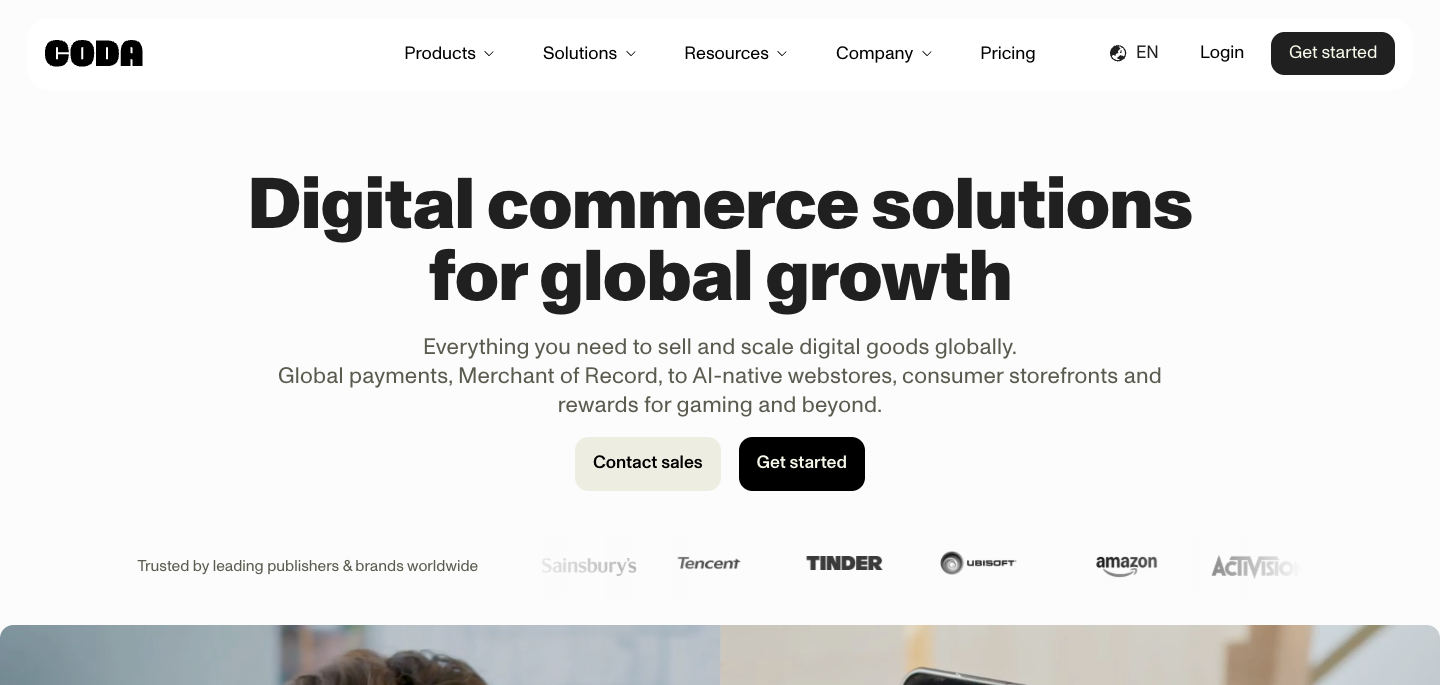 CODA
Products
Solutions
Resources
Company
Pricing
EN
Login
Get started
Digital commerce solutions
for global growth
Everything you need to sell and scale digital goods globally.
Global payments, Merchant of Record, to AI-native webstores, consumer storefronts and
rewards for gaming and beyond.
Contact sales
Get started
Trusted by leading publishers & brands worldwide
Sainsbury's
Tencent
TINDER
UBISOFT
amazon
ACTIVISIO